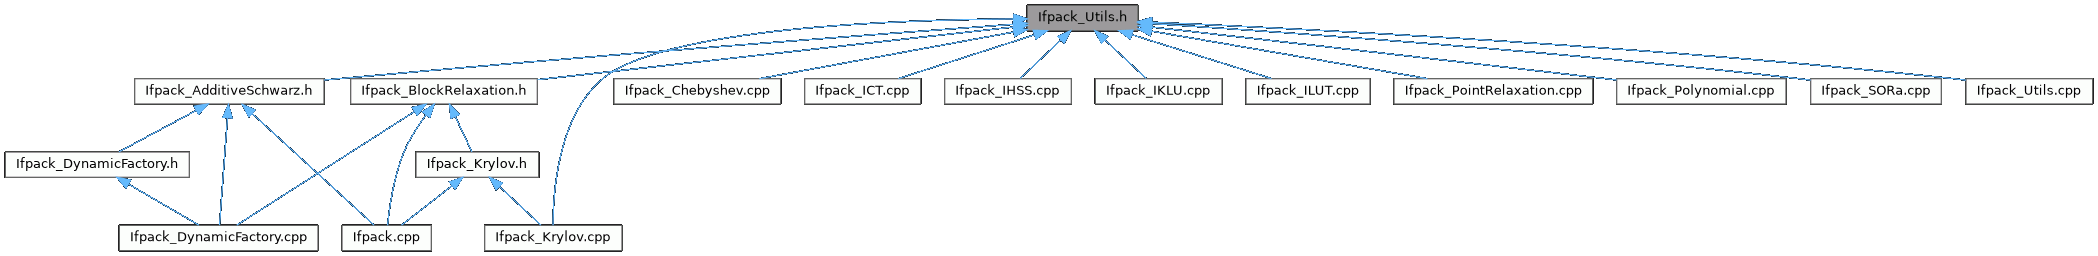 Ifpack_Utils.h
Ifpack_AdditiveSchwarz.h
Ifpack_BlockRelaxation.h
Ifpack_Chebyshev.cpp
Ifpack_ICT.cpp
Ifpack_IHSS.cpp
Ifpack_IKLU.cpp
Ifpack_ILUT.cpp
Ifpack_PointRelaxation.cpp
Ifpack_Polynomial.cpp
Ifpack_SORa.cpp
Ifpack_Utils.cpp
Ifpack_DynamicFactory.h
Ifpack_Krylov.h
Ifpack_DynamicFactory.cpp
Ifpack.cpp
Ifpack_Krylov.cpp